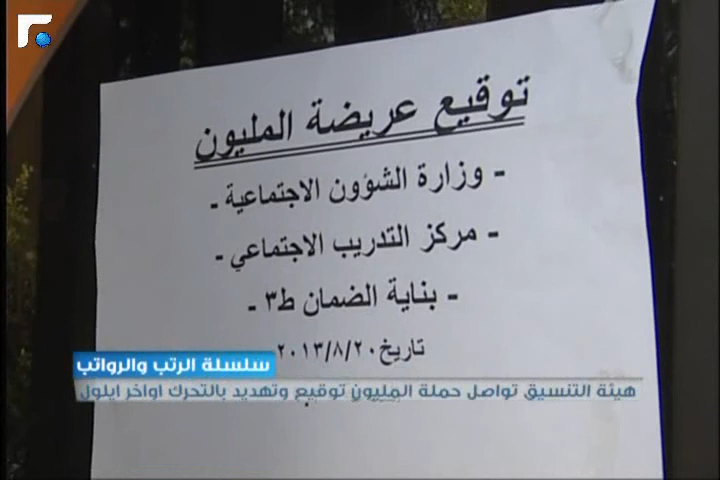 توقيع عريضة المليون
- وزارة الشؤون الاجتماعية -
- مركز التدريب الاجتماعي -
- بناية الضمان ط٣ -
تاريخ ٢٠١٣/٨/٢٠
سلسلة الرتب والرواتب
هيئة التنسيق تواصل حملة المليون توقيع وتهديد بالتحرك اواخر ايلول